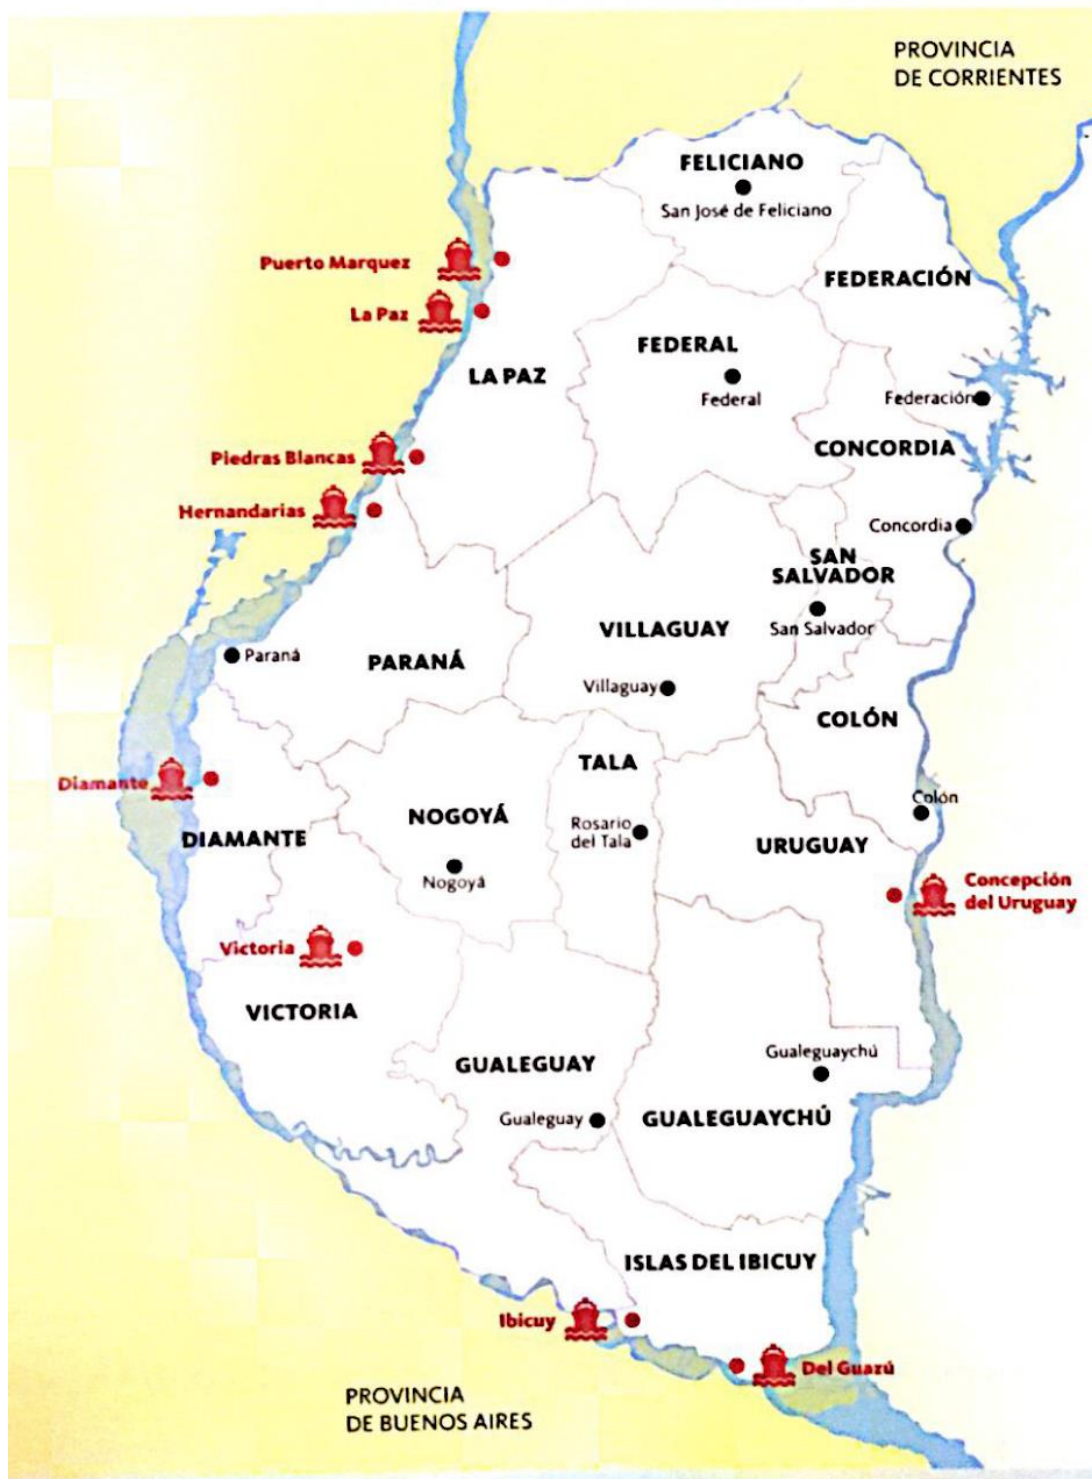 PROVINCIA
DE CORRIENTES
FELICIANO
San José de Feliciano
Puerto Marquez
FEDERACIÓN
La Paz
FEDERAL
LA PAZ
Federal
Federación
CONCORDIA
Piedras Blancas
Hernandarias
Concordia
SAN
SALVADOR
San Salvador
VILLAGUAY
Paraná
PARANÁ
Villaguay
COLÓN
TALA
Diamante
Colón
NOGOYÁ
Rosario
del Tala
DIAMANTE
URUGUAY
Nogoyá
Concepción
del Uruguay
Victoria
VICTORIA
Gualeguaychú
GUALEGUAY
Gualeguay
GUALEGUAYCHÚ
ISLAS DEL IBICUY
Ibicuy
Del Guazú
PROVINCIA
DE BUENOS AIRES